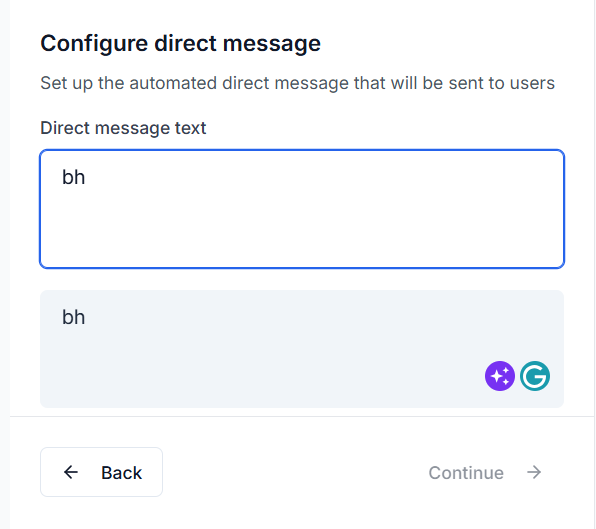 Configure direct message
Set up the automated direct message that will be sent to users
Direct message text
bh
bh
Back
Continue